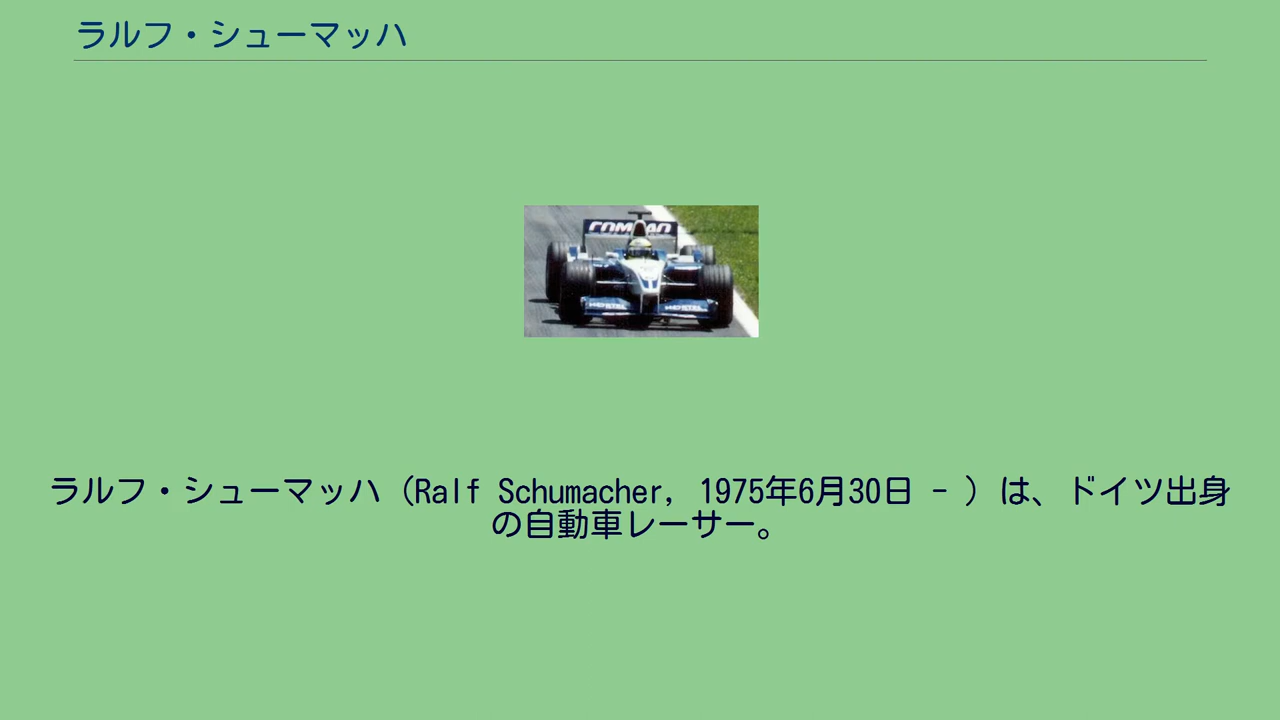 ラルフ・シューマッハ
COMPAQ
ラルフ・シューマッハ（Ralf Schumacher, 1975年6月30日 - ）は、ドイツ出身
の自動車レーサー。